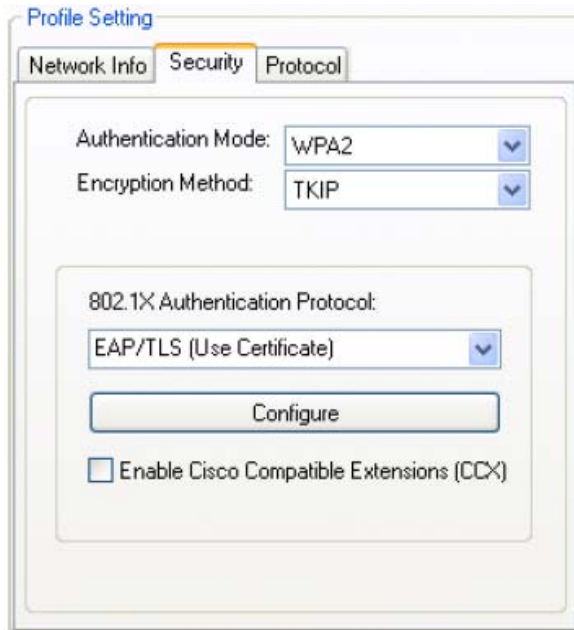 Profile Setting
Network Info Security Protocol
Authentication Mode: WPA2
Encryption Method: TKIP
802.1X Authentication Protocol:
EAP/TLS (Use Certificate)
Configure
Enable Cisco Compatible Extensions (CCX)